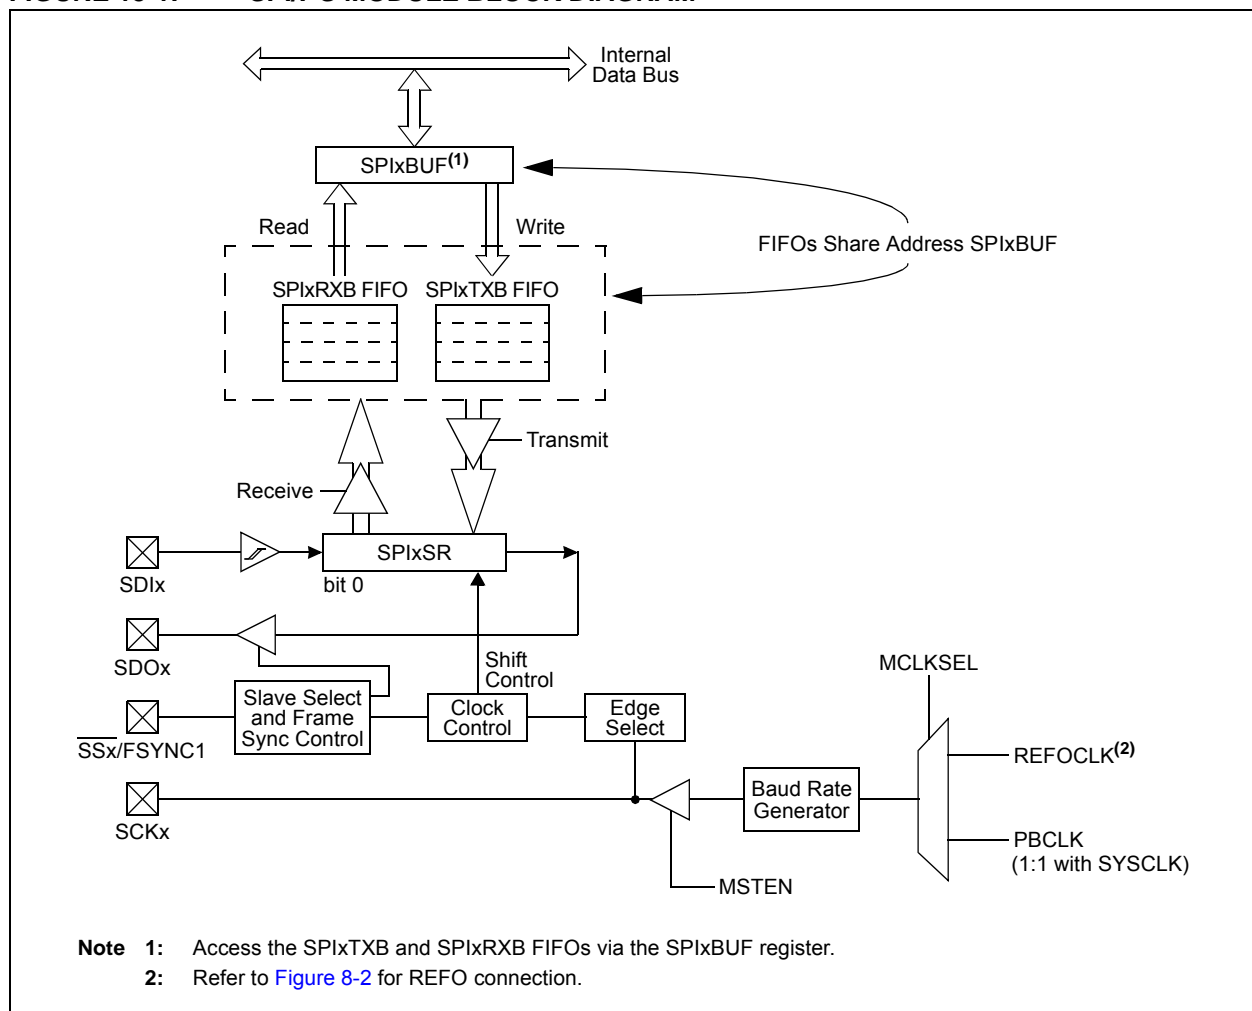 Internal
Data Bus
SPIxBUF(1)
Read
Write
FIFOs Share Address SPIxBUF
SPIxRXB FIFO
SPIxTXB FIFO
Transmit
Receive
SPIxSR
SDIx
bit 0
SDOx
Shift
Control
MCLKSEL
Slave Select
and Frame
Sync Control
Clock
Control
Edge
Select
SSx/FSYNC1
REFOCLK(2)
Baud Rate
Generator
SCKx
PBCLK
(1:1 with SYSCLK)
MSTEN
Note 1: Access the SPIxTXB and SPIxRXB FIFOs via the SPIxBUF register.
2: Refer to Figure 8-2 for REFO connection.